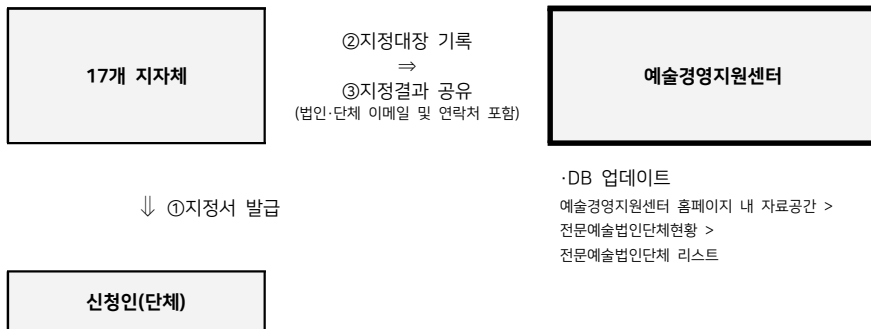 17개 지자체
②지정대장 기록
⇒
③지정결과 공유
(법인·단체 이메일 및 연락처 포함)
예술경영지원센터
⇓ ①지정서 발급
·DB 업데이트
예술경영지원센터 홈페이지 내 자료공간 >
전문예술법인단체현황 >
전문예술법인단체 리스트
신청인(단체)